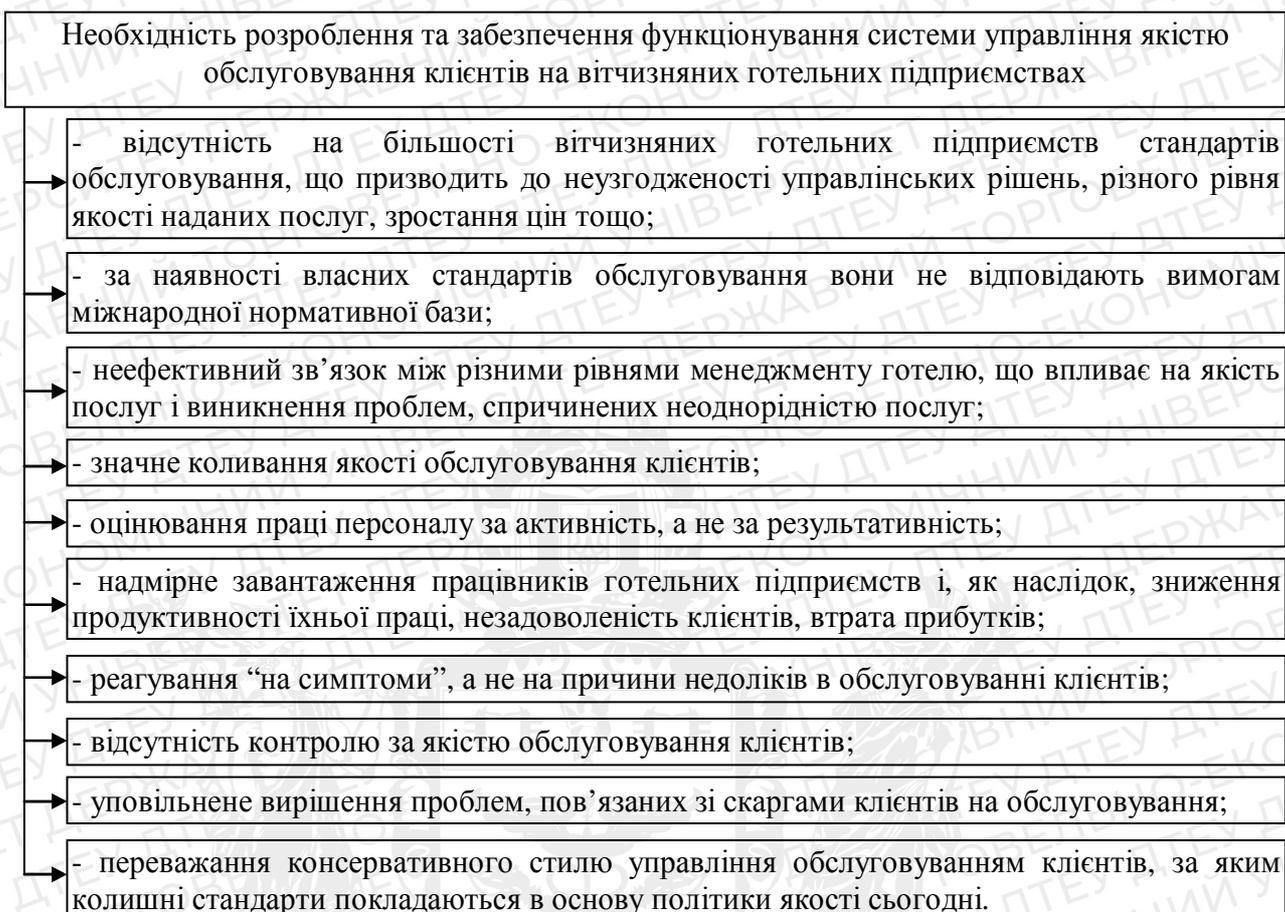 Необхідність розроблення та забезпечення функціонування системи управління якістю
обслуговування клієнтів на вітчизняних готельних підприємствах
- відсутність на більшості вітчизняних готельних підприємств стандартів
обслуговування, що призводить до неузгодженості управлінських рішень, різного рівня
якості наданих послуг, зростання цін тощо;
- за наявності власних стандартів обслуговування вони не відповідають вимогам
міжнародної нормативної бази;
- неефективний зв’язок між різними рівнями менеджменту готелю, що впливає на якість
послуг і виникнення проблем, спричинених неоднорідністю послуг;
- значне коливання якості обслуговування клієнтів;
- оцінювання праці персоналу за активність, а не за результативність;
- надмірне завантаження працівників готельних підприємств і, як наслідок, зниження
продуктивності їхньої праці, незадоволеність клієнтів, втрата прибутків;
- реагування “на симптоми”, а не на причини недоліків в обслуговуванні клієнтів;
- відсутність контролю за якістю обслуговування клієнтів;
- уповільнене вирішення проблем, пов’язаних зі скаргами клієнтів на обслуговування;
- переважання консервативного стилю управління обслуговуванням клієнтів, за яким
колишні стандарти покладаються в основу політики якості сьогодні.